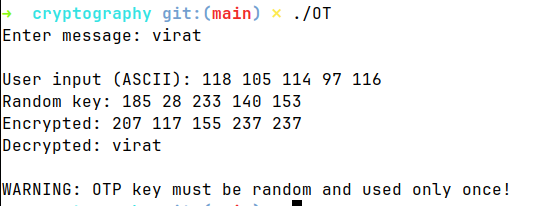 → cryptography git:(main) × ./OT
Enter message: virat
User input (ASCII): 118 105 114 97 116
Random key: 185 28 233 140 153
Encrypted: 207 117 155 237 237
Decrypted: virat
WARNING: OTP key must be random and used only once!